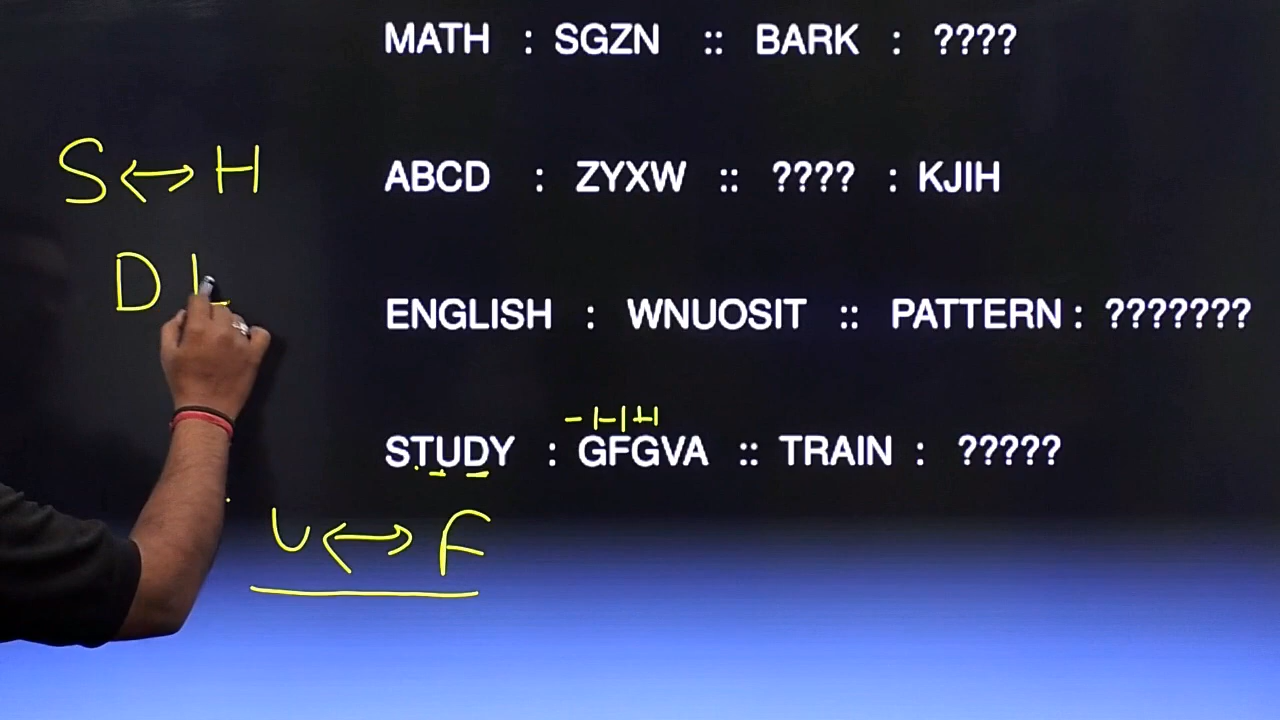 MATH : SGZN :: BARK : ????
S ↔ H
ABCD : ZYXW :: ???? : KJIH
D
ENGLISH : WNUOSIT :: PATTERN : ???????
STUDY : GFGVA :: TRAIN : ?????
U ↔ F